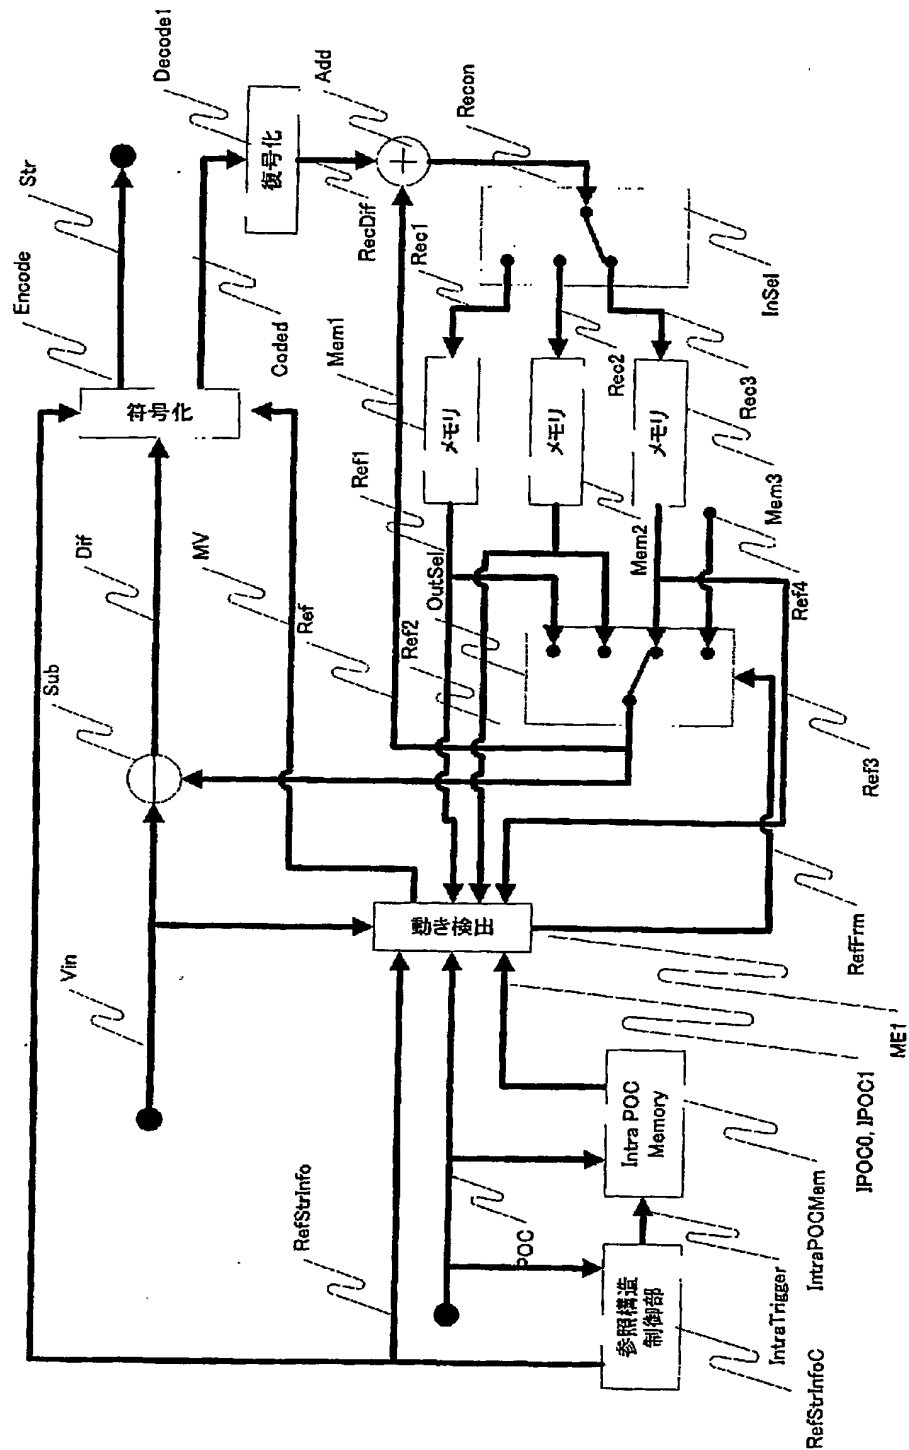 Decode1
Add
Str
復号化
Recon
Encode
RecDif
Rec1
Coded
Mem1
InSel
符号化
メモリ
メモリ
メモリ
Rec2
Rec3
Ref1
Mem3
Mem2
Dif
MV
Ref
OutSel
Ref2
Ref4
Sub
Ref3
Vin
動き検出
RefFrm
ME1
IPOC0, IPOC1
Intra POC
Memory
RefStrInfo
POC
IntraPOCMem
IntraTrigger
参照構造
制御部
RefStrInfoC